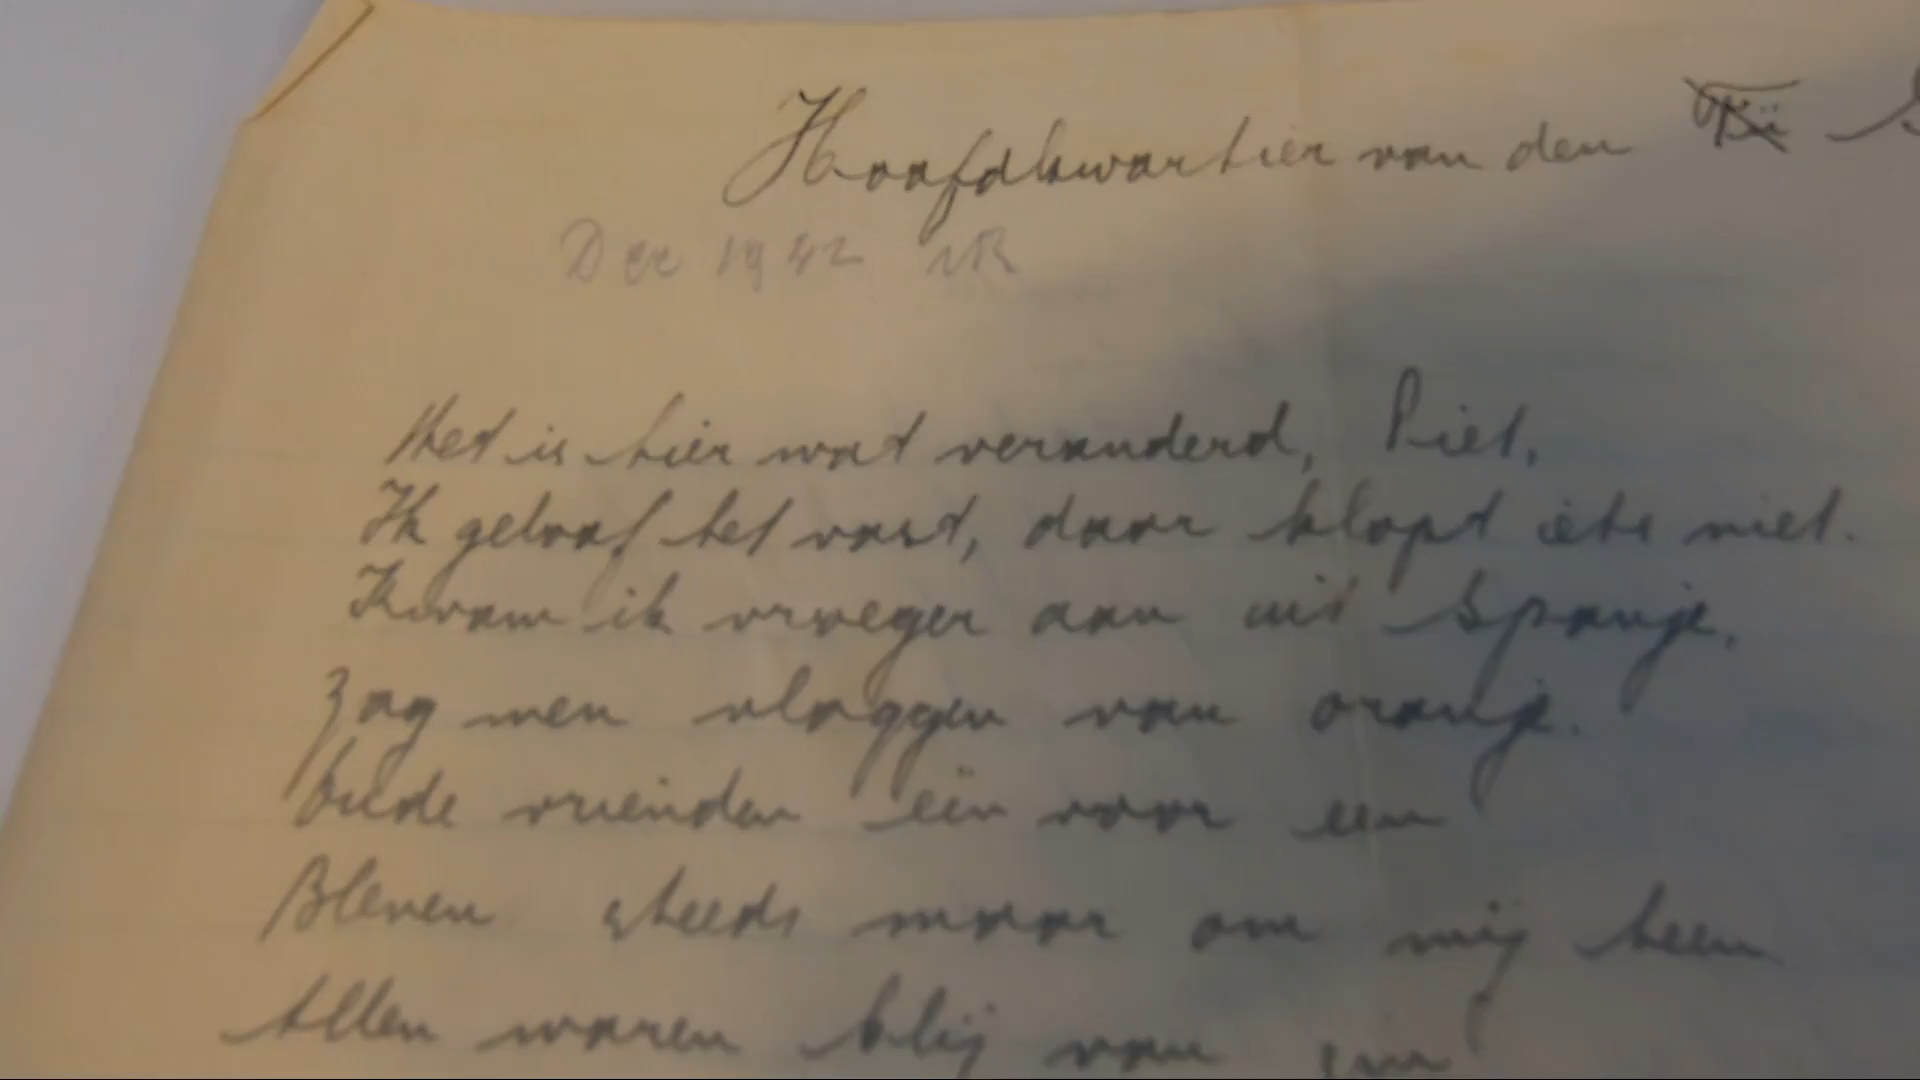 Hoofdkwartier van den
Dec 1942
Het is hier wat veranderd, Piet,
Ik geloof het vast, daar klopt iets niet.
Kwam ik vroeger aan uit Spanje,
Zag men vlaggen van oranje.
Oude vrienden een voor een
Bleven steeds maar om mij heen
Allen waren blij van